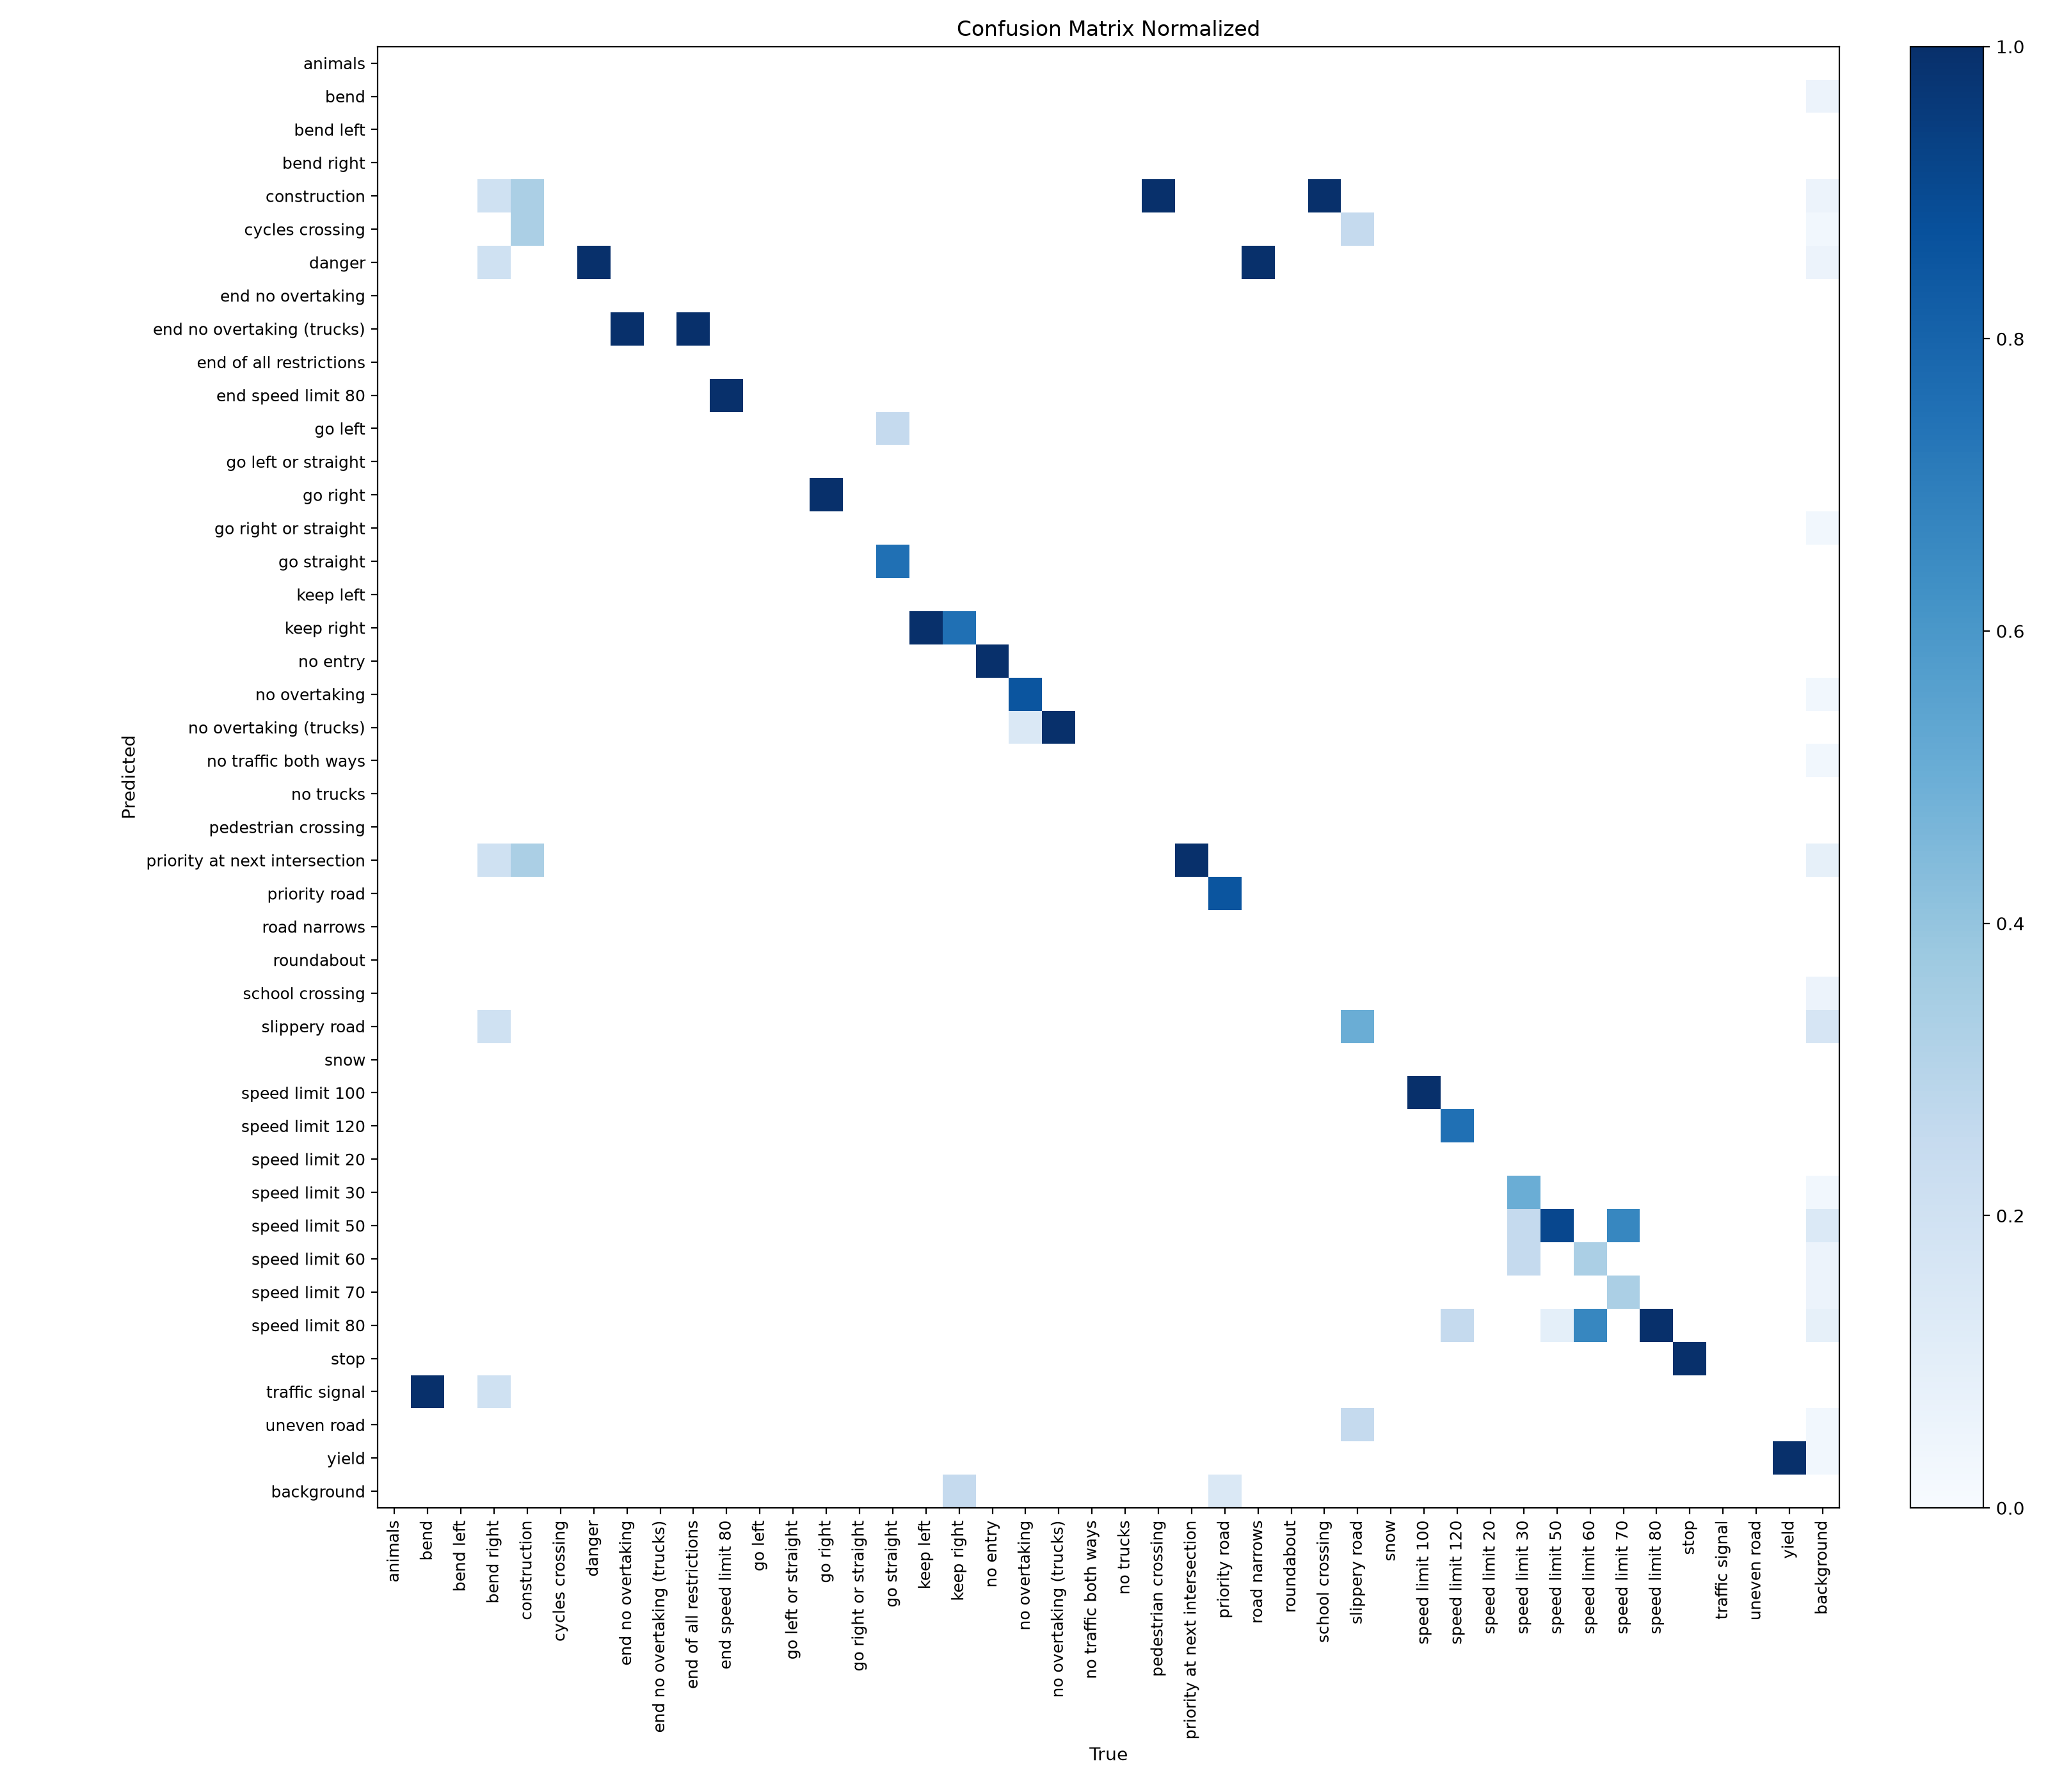 Confusion Matrix Normalized
animals
bend
bend left
bend right
construction
cycles crossing
danger
end no overtaking
end no overtaking (trucks)
end of all restrictions
end speed limit 80
go left
go left or straight
go right
go right or straight
go straight
keep left
keep right
no entry
no overtaking
no overtaking (trucks)
no traffic both ways
no trucks
pedestrian crossing
priority at next intersection
priority road
road narrows
roundabout
school crossing
slippery road
snow
speed limit 100
speed limit 120
speed limit 20
speed limit 30
speed limit 50
speed limit 60
speed limit 70
speed limit 80
stop
traffic signal
uneven road
yield
background
Predicted
animals
bend
bend left
bend right
construction
cycles crossing
danger
end no overtaking
end no overtaking (trucks)
end of all restrictions
end speed limit 80
go left
go left or straight
go right
go right or straight
go straight
keep left
keep right
no entry
no overtaking
no overtaking (trucks)
no traffic both ways
no trucks
pedestrian crossing
priority at next intersection
priority road
road narrows
roundabout
school crossing
slippery road
snow
speed limit 100
speed limit 120
speed limit 20
speed limit 30
speed limit 50
speed limit 60
speed limit 70
speed limit 80
stop
traffic signal
uneven road
yield
background
True
1.0
0.8
0.6
0.4
0.2
0.0